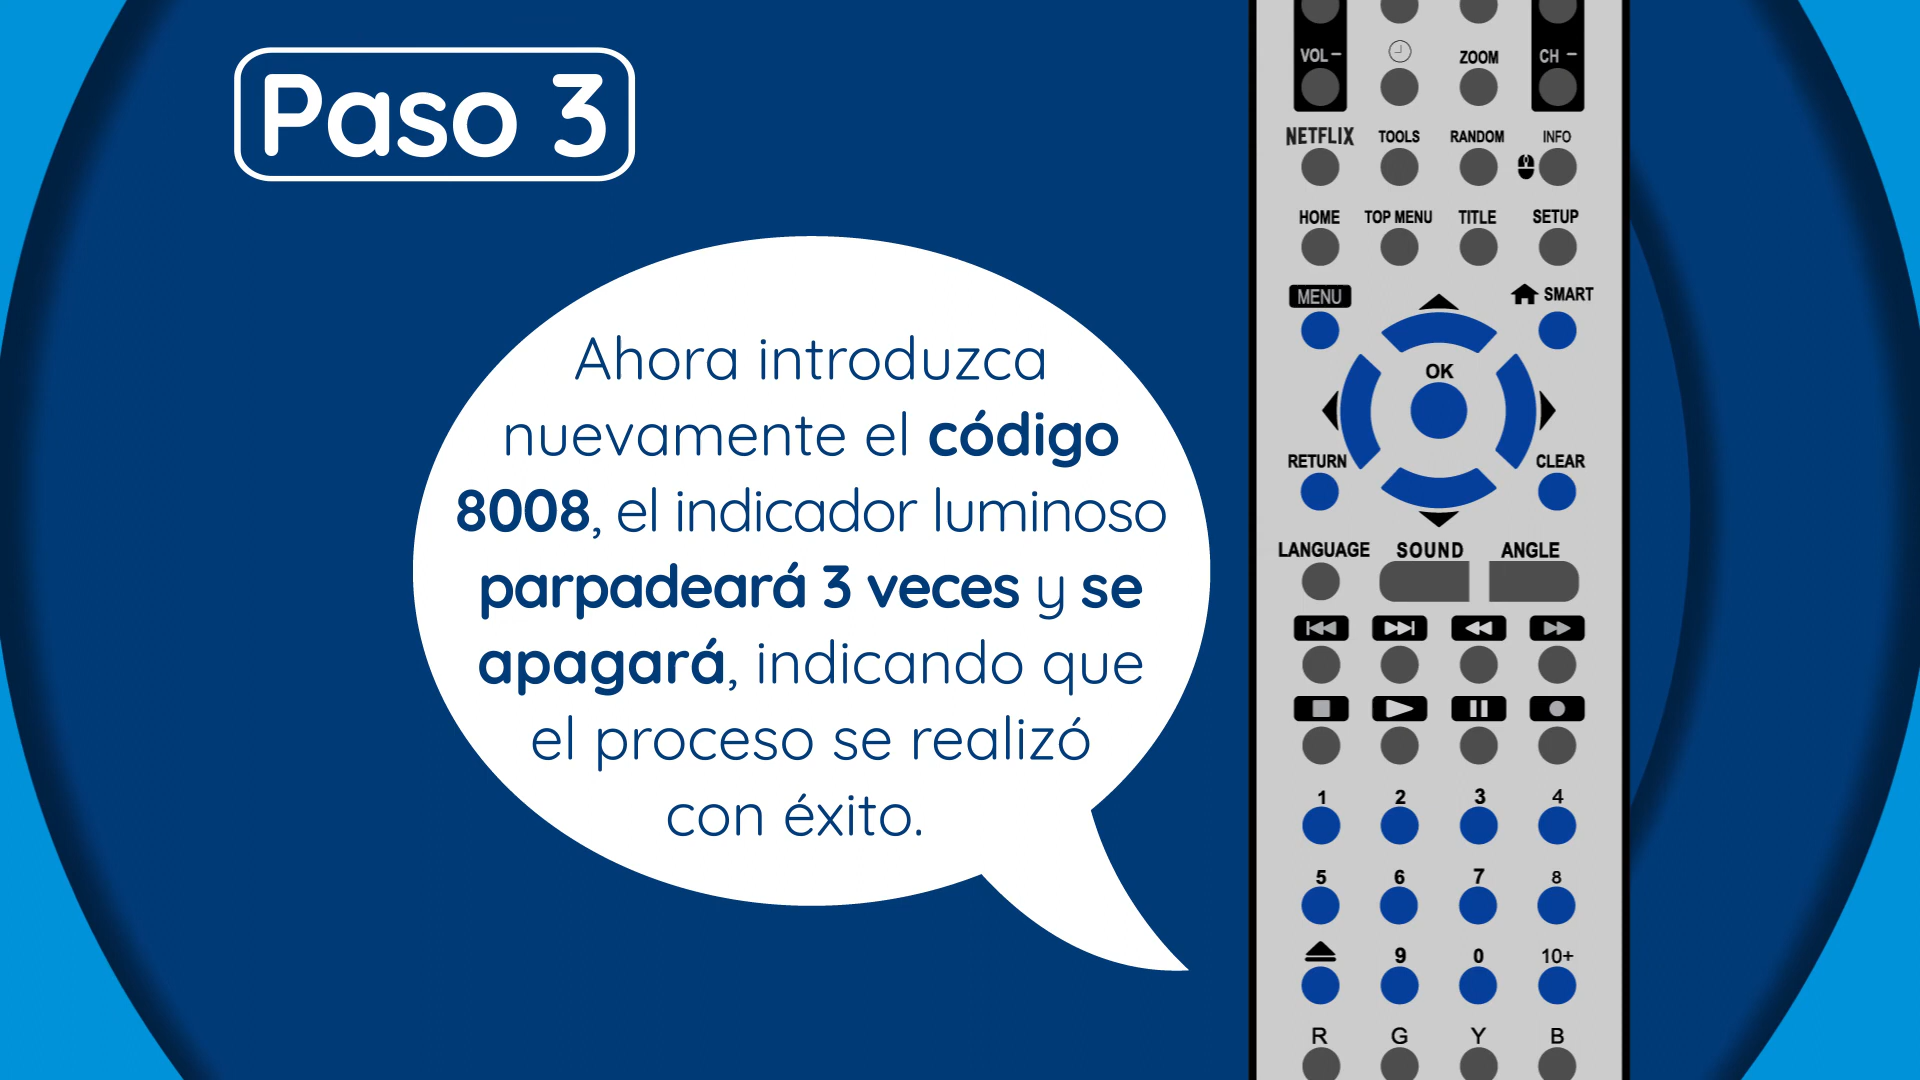 Paso 3
Ahora introduzca
nuevamente el código
8008, el indicador luminoso
parpadeará 3 veces y se
apagará, indicando que
el proceso se realizó
con éxito.
VOL - ZOOM CH -
NETFLIX TOOLS RANDOM INFO
HOME TOP MENU TITLE SETUP
MENU SMART
OK
RETURN CLEAR
LANGUAGE SOUND ANGLE
1 2 3 4
5 6 7 8
9 0 10+
R G Y B